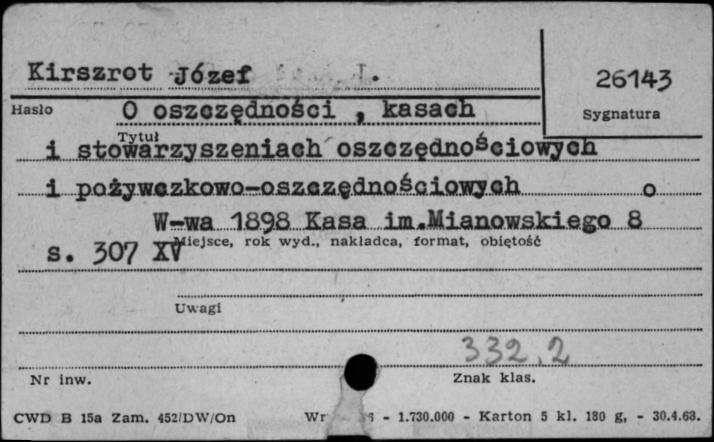 Kirszrot Józef .
26143
Hasło
O oszczędności , kasach
Sygnatura
Tytuł
i stowarzyszeniach oszczędnościowych
i pożywczkowo-oszczędnościowych o
W-wa 1898 Kasa im.Mianowskiego 8
Miejsce, rok wyd., nakładca, format, objętość
s. 307 XV
Uwagi
332.2
Nr inw.
Znak klas.
CWD B 15a Zam. 452/DW/On Wr - 1.730.000 - Karton 5 kl. 180 g, - 30.4.63.